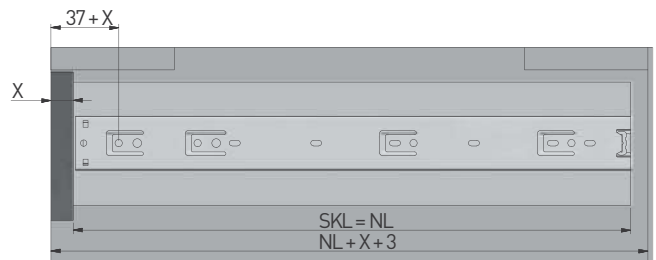 37 + X
X
SKL = NL
NL + X + 3